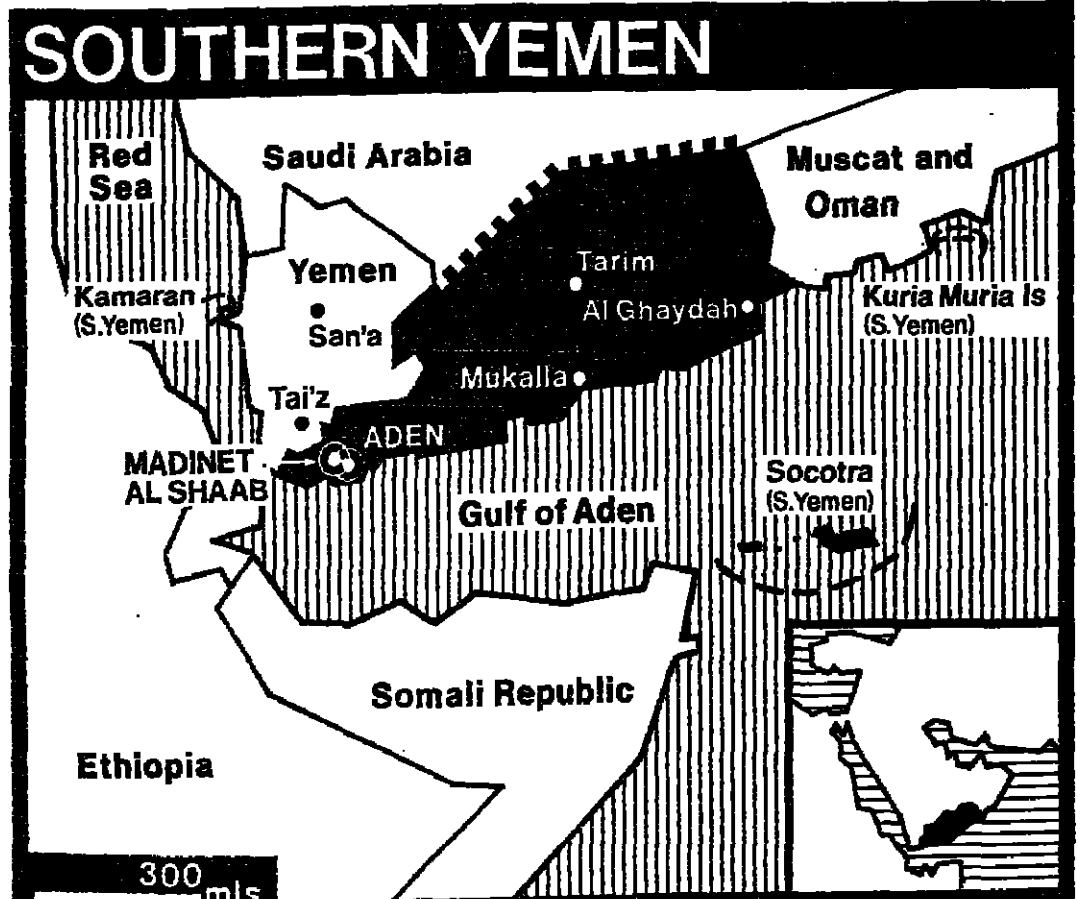 SOUTHERN YEMEN
Red
Sea
Saudi Arabia
Muscat and
Oman
Yemen
Tarim
Kamaran
(S.Yemen)
San'a
Al Ghaydah
Kuria Muria Is
(S.Yemen)
Mukalla
Tai'z
ADEN
MADINET
AL SHAAB
Socotra
(S.Yemen)
Gulf of Aden
Somali Republic
Ethiopia
300
mls